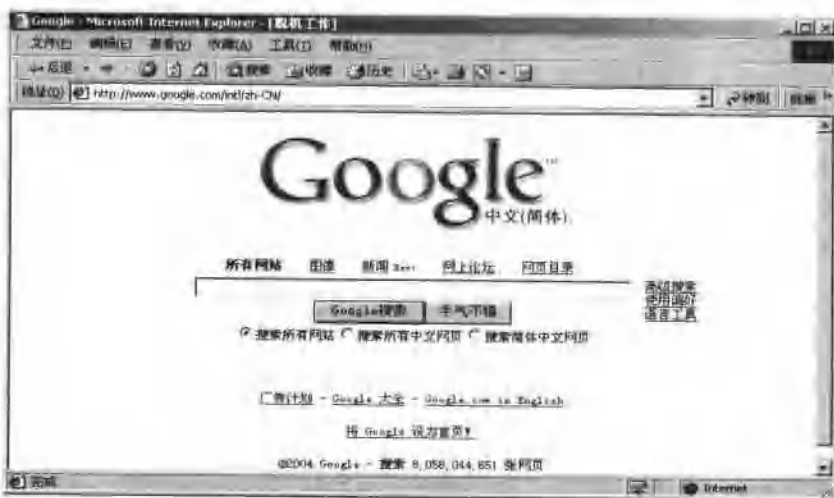 Google - Microsoft Internet Explorer - [脱机工作]
文件(F) 编辑(E) 查看(V) 收藏(A) 工具(T) 帮助(H)
后退 搜索 收藏 历史
地址(D) http://www.google.com/intl/zh-CN/ 转到 链接
Google™
中文(简体)
所有网站 图像 新闻 网上论坛 网页目录
高级搜索
使用偏好
语言工具
Google搜索 手气不错
搜索所有网站 搜索所有中文网页 搜索简体中文网页
广告计划 - Google 大全 - Google.com in English
将 Google 设为首页!
©2004 Google - 搜索 8,058,044,651 张网页
完成 Internet